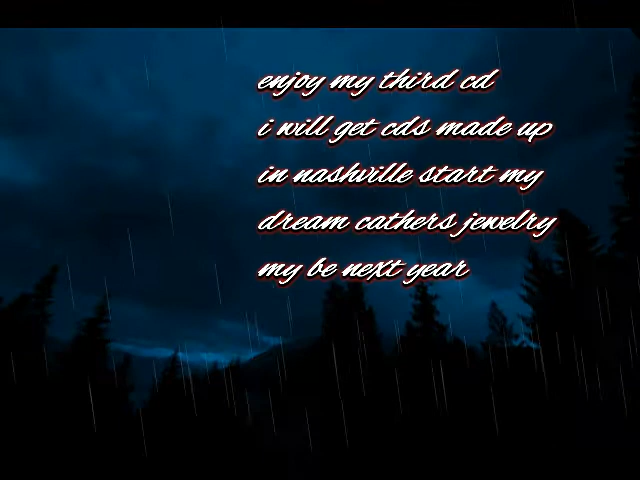 enjoy my third cd
i will get cds made up
in nashville start my
dream cathers jewelry
my be next year